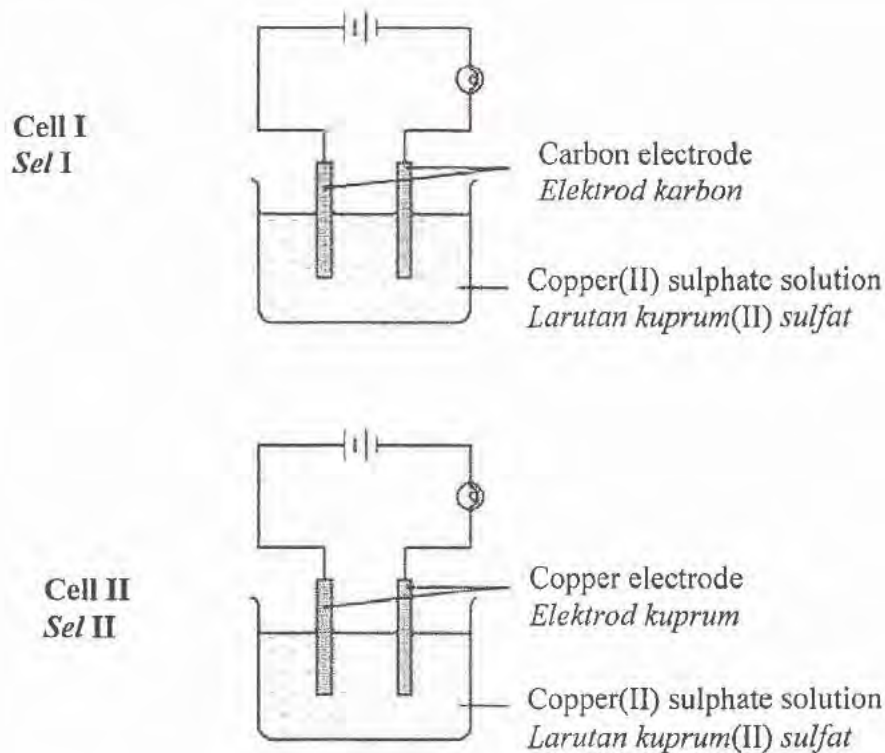 Cell I
Sel I
Carbon electrode
Elektrod karbon
Copper(II) sulphate solution
Larutan kuprum(II) sulfat
Cell II
Sel II
Copper electrode
Elektrod kuprum
Copper(II) sulphate solution
Larutan kuprum(II) sulfat